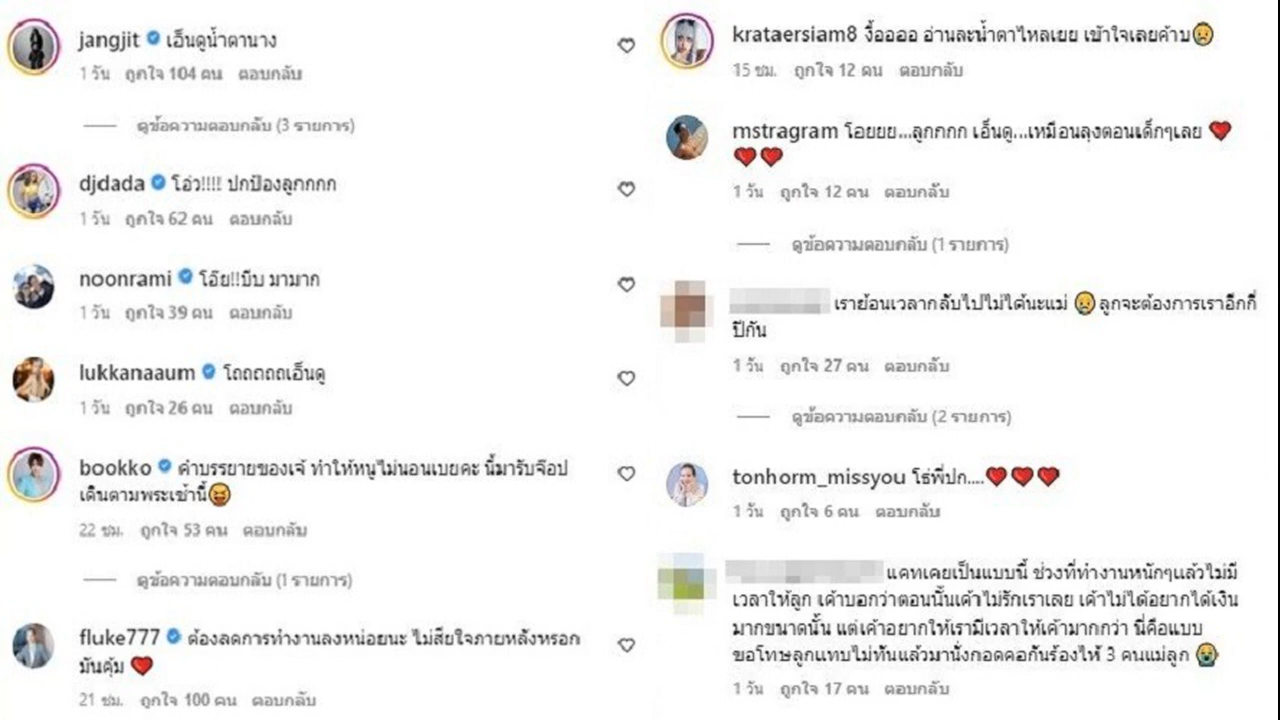 jangjit เอ็นดูน้ำตานาง
1 วัน ถูกใจ 104 คน ตอบกลับ
ดูข้อความตอบกลับ (3 รายการ)
djdada โอ๋ว!!!! ปกป้องลูกกกก
1 วัน ถูกใจ 62 คน ตอบกลับ
noonrami โอ๊ย!!บีบ มามาก
1 วัน ถูกใจ 39 คน ตอบกลับ
lukkanaaum โถถถถถเอ็นดู
1 วัน ถูกใจ 26 คน ตอบกลับ
bookko คำบรรยายของเจ้ ทำให้หนูไม่นอนเบยคะ นี้มารับจ๊อป
เดินตามพระเช้านี้😆
22 ชม. ถูกใจ 53 คน ตอบกลับ
ดูข้อความตอบกลับ (1 รายการ)
fluke777 ต้องลดการทำงานลงหน่อยนะ ไม่เสียใจภายหลังหรอก
มันคุ้ม ❤️
21 ชม. ถูกใจ 100 คน ตอบกลับ
krataersiam8 งื้อออออ อ่านละน้ำตาไหลเยย เข้าใจเลยค้าบ😢
15 ชม. ถูกใจ 12 คน ตอบกลับ
mstragram โอยยย...ลูกกกก เอ็นดู...เหมือนลุงตอนเด็กๆเลย ❤️
❤️❤️
1 วัน ถูกใจ 12 คน ตอบกลับ
ดูข้อความตอบกลับ (1 รายการ)
เราย้อนเวลากลับไปไม่ได้นะแม่ 😢ลูกจะต้องการเราอีกกี่
ปีกัน
1 วัน ถูกใจ 27 คน ตอบกลับ
ดูข้อความตอบกลับ (2 รายการ)
tonhorm_missyou โธ่พี่ปก....❤️❤️❤️
1 วัน ถูกใจ 6 คน ตอบกลับ
แคทเคยเป็นแบบนี้ ช่วงที่ทำงานหนักๆแล้วไม่มี
เวลาให้ลูก เค้าบอกว่าตอนนั้นเค้าไม่รักเราเลย เค้าไม่ได้อยากได้เงิน
มากขนาดนั้น แต่เค้าอยากให้เรามีเวลาให้เค้ามากกว่า นี่คือแบบ
ขอโทษลูกแทบไม่ทันแล้วมานั่งกอดคอกันร้องไห้ 3 คนแม่ลูก 😭
1 วัน ถูกใจ 17 คน ตอบกลับ